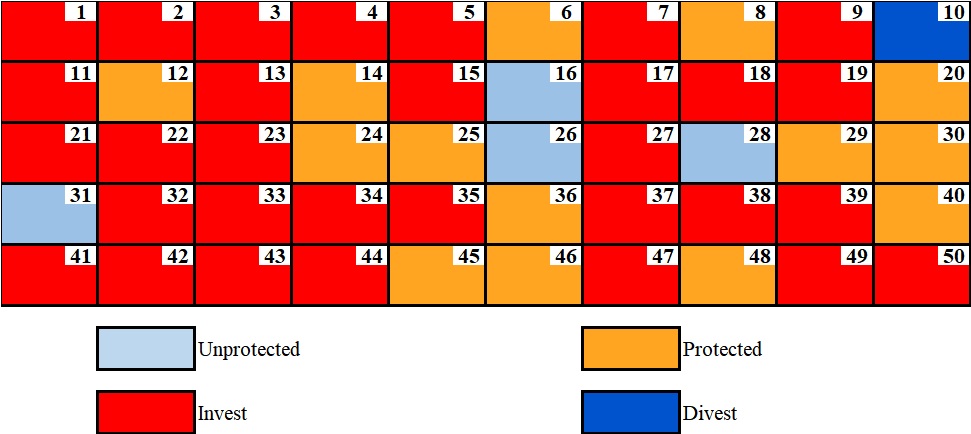 1 2 3 4 5 6 7 8 9 10
11 12 13 14 15 16 17 18 19 20
21 22 23 24 25 26 27 28 29 30
31 32 33 34 35 36 37 38 39 40
41 42 43 44 45 46 47 48 49 50
Unprotected Protected
Invest Divest